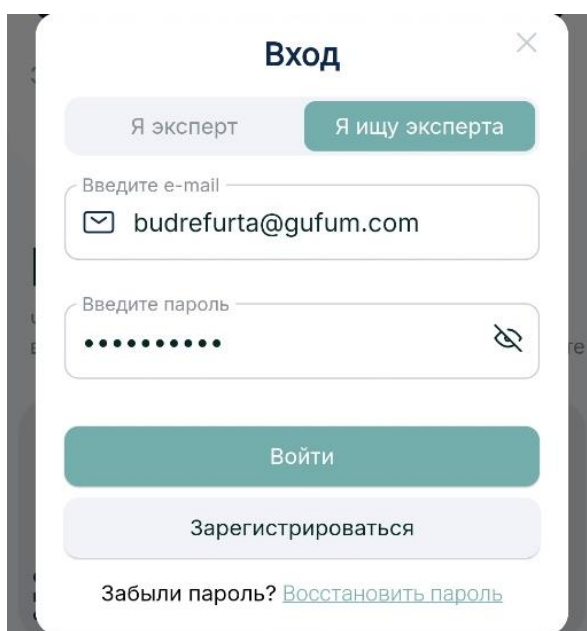 Вход
Я эксперт
Я ищу эксперта
Введите e-mail
budrefurta@gufum.com
Введите пароль
••••••••••
Войти
Зарегистрироваться
Забыли пароль? Восстановить пароль